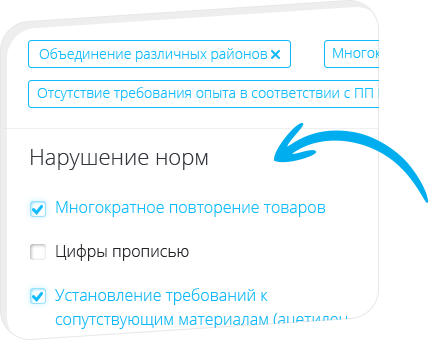 Объединение различных районов × Многок
Отсутствие требования опыта в соответствии с ПП
Нарушение норм
Многократное повторение товаров
Цифры прописью
Установление требований к
сопутствующим материалам (ацетилен